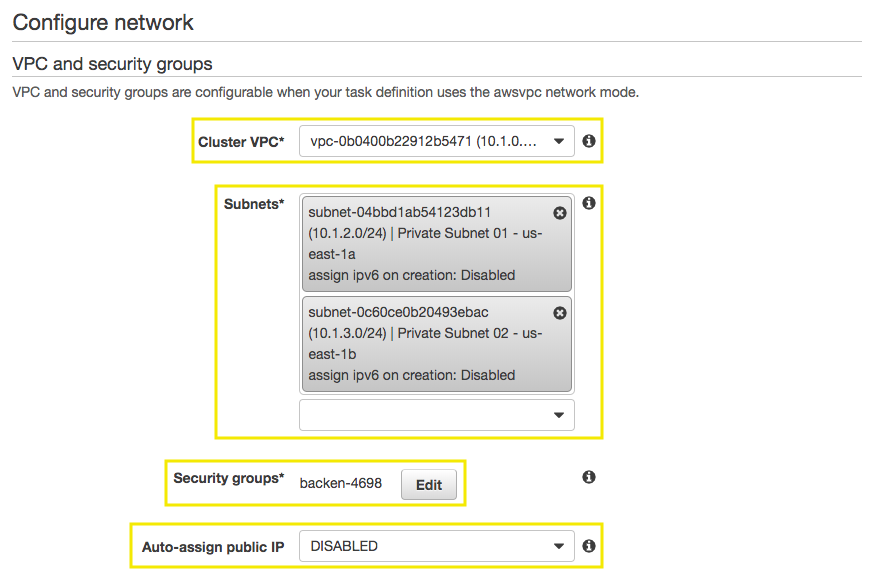 Configure network
VPC and security groups
VPC and security groups are configurable when your task definition uses the awsvpc network mode.
Cluster VPC* vpc-0b0400b22912b5471 (10.1.0....
Subnets* subnet-04bbd1ab54123db11
(10.1.2.0/24) | Private Subnet 01 - us-
east-1a
assign ipv6 on creation: Disabled
subnet-0c60ce0b20493ebac
(10.1.3.0/24) | Private Subnet 02 - us-
east-1b
assign ipv6 on creation: Disabled
Security groups* backen-4698 Edit
Auto-assign public IP DISABLED